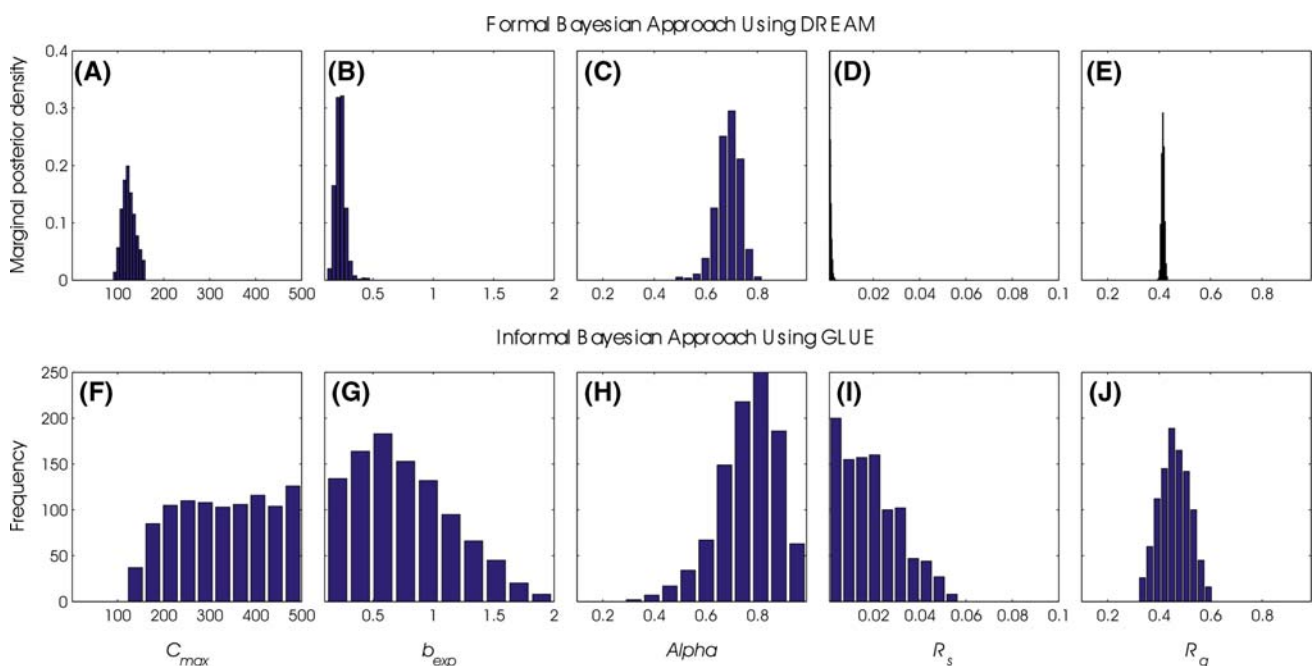 Formal Bayesian Approach Using DREAM
Marginal posterior density
0.4
0.3
0.2
0.1
0
(A)
(B)
(C)
(D)
(E)
100 200 300 400 500
0.5 1 1.5 2
0.2 0.4 0.6 0.8
0.02 0.04 0.06 0.08 0.1
0.2 0.4 0.6 0.8
Informal Bayesian Approach Using GLUE
Frequency
250
200
150
100
50
0
(F)
(G)
(H)
(I)
(J)
100 200 300 400 500
0.5 1 1.5 2
0.2 0.4 0.6 0.8
0.02 0.04 0.06 0.08 0.1
0.2 0.4 0.6 0.8
C_max
b_exp
Alpha
R_s
R_q